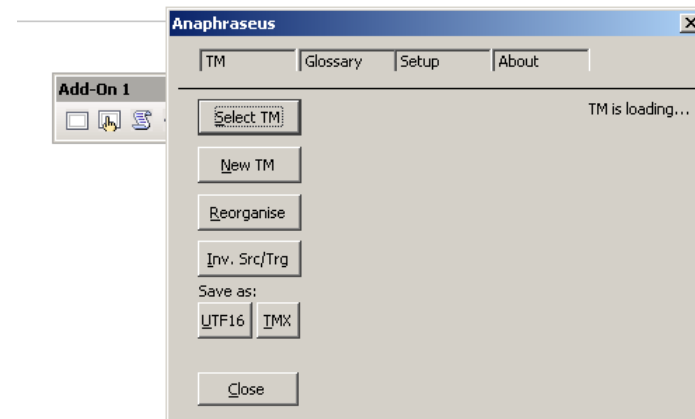 Anaphraseus
TM Glossary Setup About
Add-On 1
Select TM
TM is loading...
New TM
Reorganise
Inv. Src/Trg
Save as:
UTF16 TMX
Close